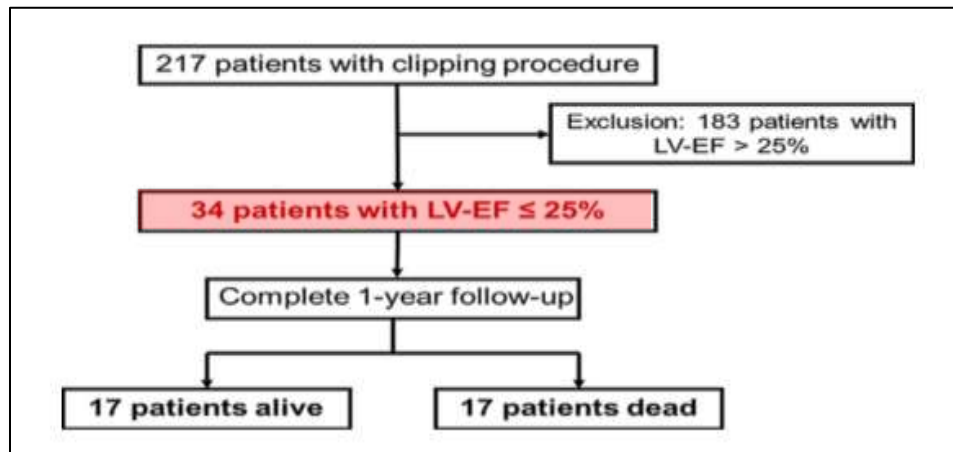 217 patients with clipping procedure
Exclusion: 183 patients with
LV-EF > 25%
34 patients with LV-EF ≤ 25%
Complete 1-year follow-up
17 patients alive
17 patients dead